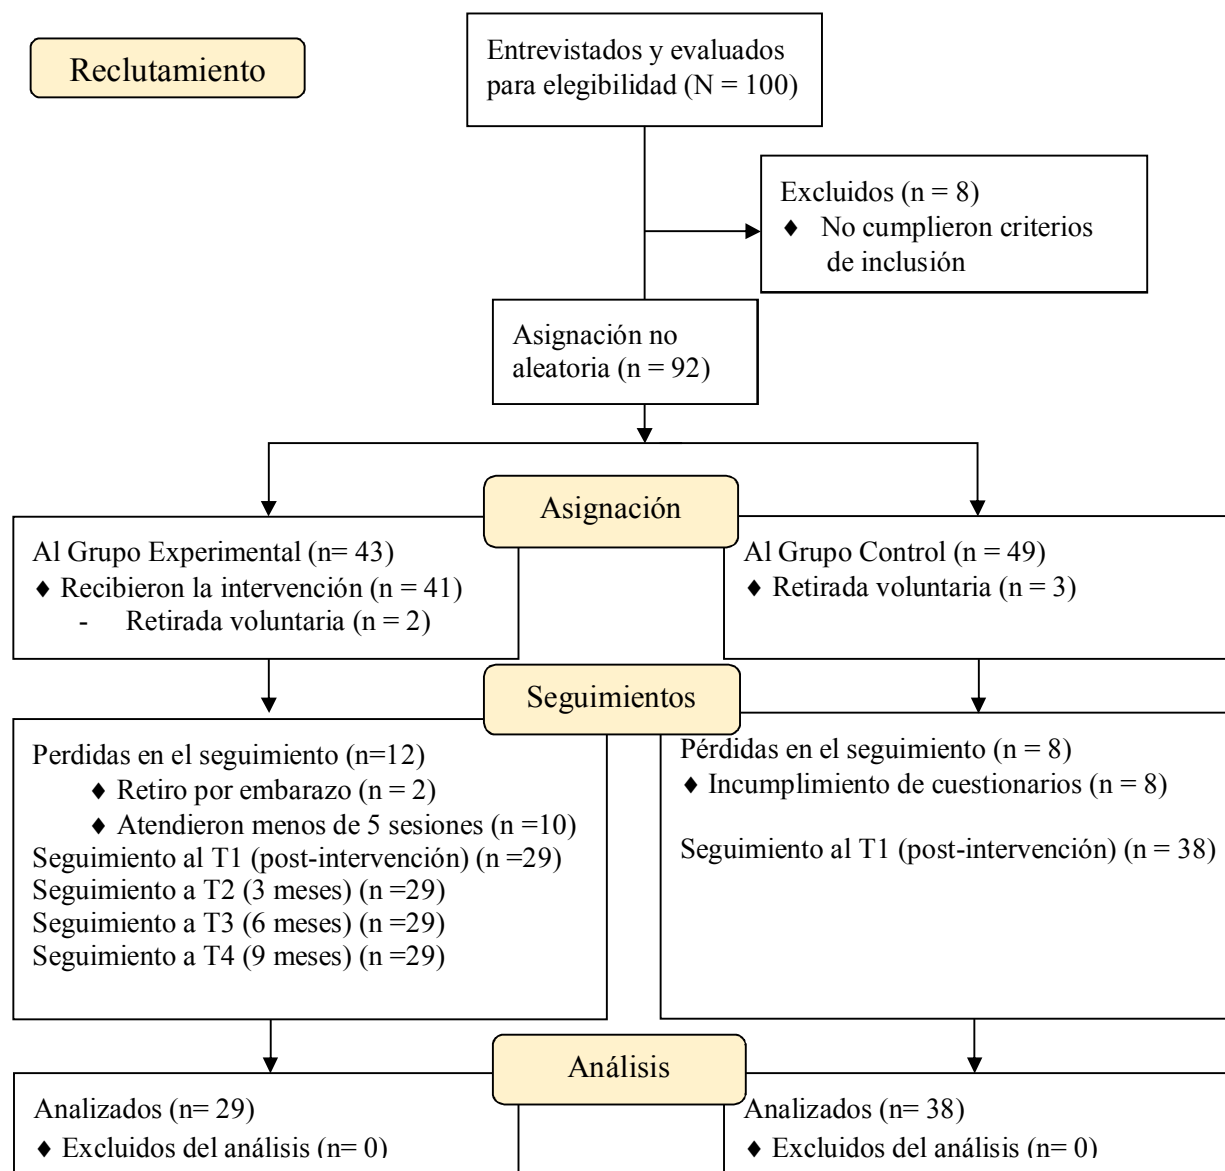 Reclutamiento
Entrevistados y evaluados
para elegibilidad (N = 100)
Excluidos (n = 8)
♦ No cumplieron criterios
de inclusión
Asignación no
aleatoria (n = 92)
Asignación
Al Grupo Experimental (n= 43)
♦ Recibieron la intervención (n = 41)
- Retirada voluntaria (n = 2)
Al Grupo Control (n = 49)
♦ Retirada voluntaria (n = 3)
Seguimientos
Perdidas en el seguimiento (n=12)
♦ Retiro por embarazo (n = 2)
♦ Atendieron menos de 5 sesiones (n =10)
Seguimiento al T1 (post-intervención) (n =29)
Seguimiento a T2 (3 meses) (n =29)
Seguimiento a T3 (6 meses) (n =29)
Seguimiento a T4 (9 meses) (n =29)
Pérdidas en el seguimiento (n = 8)
♦ Incumplimiento de cuestionarios (n = 8)
Seguimiento al T1 (post-intervención) (n = 38)
Análisis
Analizados (n= 29)
♦ Excluidos del análisis (n= 0)
Analizados (n= 38)
♦ Excluidos del análisis (n= 0)